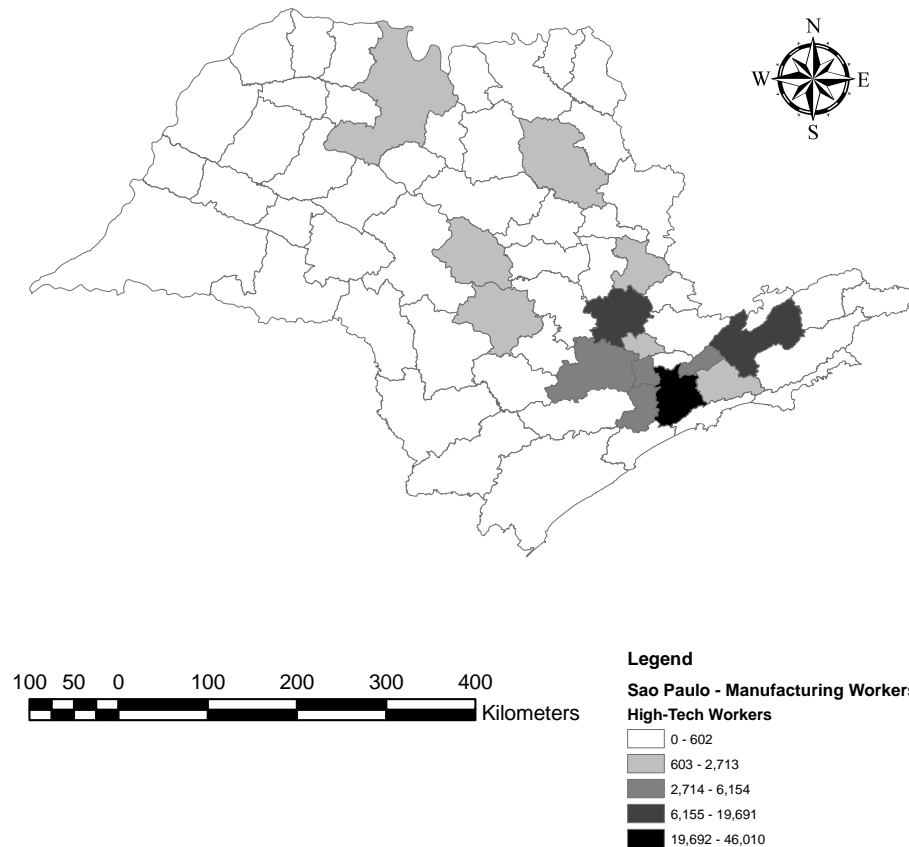 N
W E
S
100 50 0 100 200 300 400
Kilometers
Legend
Sao Paulo - Manufacturing Workers
High-Tech Workers
0 - 602
603 - 2,713
2,714 - 6,154
6,155 - 19,691
19,692 - 46,010